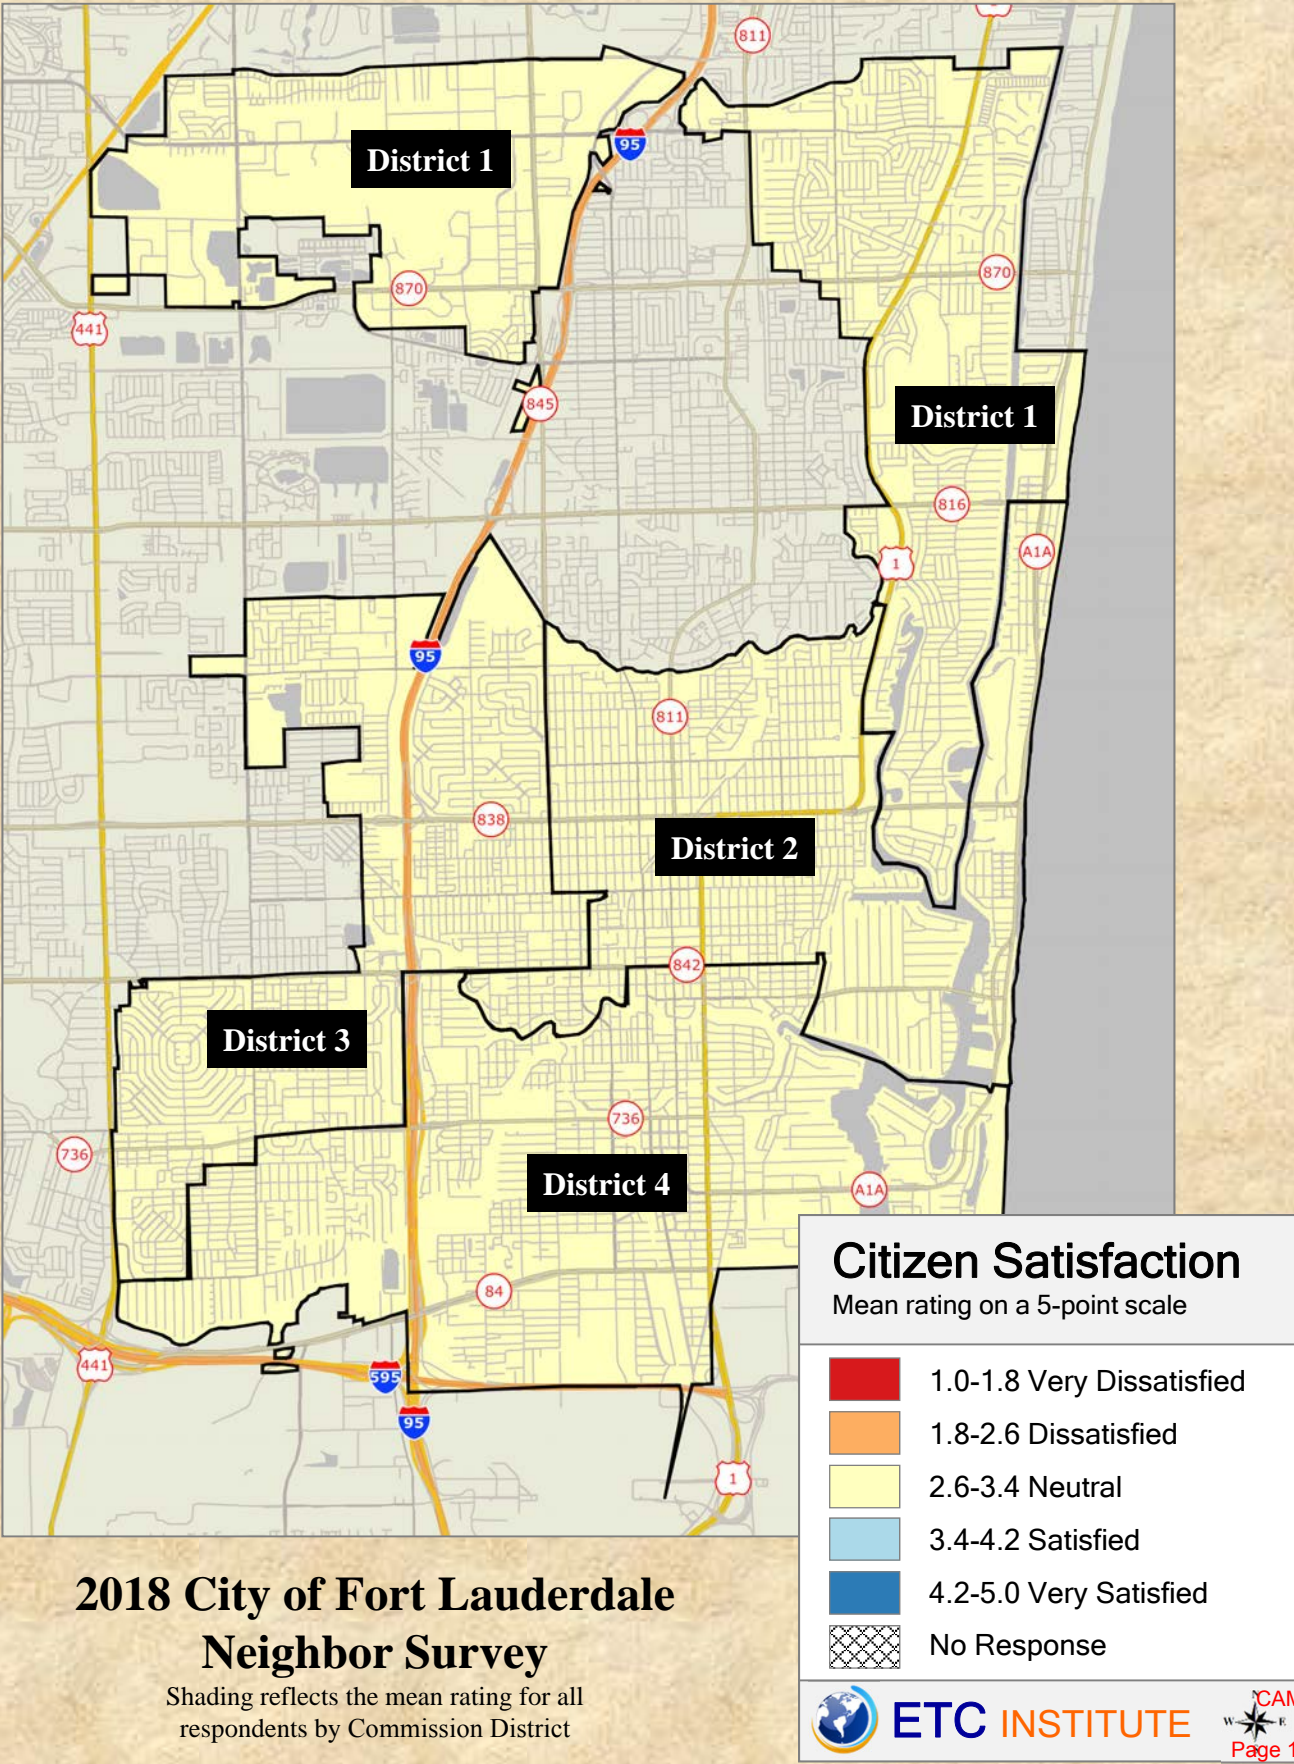 811
95
District 1
870
870
441
District 1
845
816
A1A
1
95
811
838
District 2
842
District 3
736
736
District 4
A1A
84
441
595
95
1
Citizen Satisfaction
Mean rating on a 5-point scale
1.0-1.8 Very Dissatisfied
1.8-2.6 Dissatisfied
2.6-3.4 Neutral
3.4-4.2 Satisfied
4.2-5.0 Very Satisfied
No Response
2018 City of Fort Lauderdale
Neighbor Survey
Shading reflects the mean rating for all
respondents by Commission District
ETC INSTITUTE
N
W E
CAM
Page 1